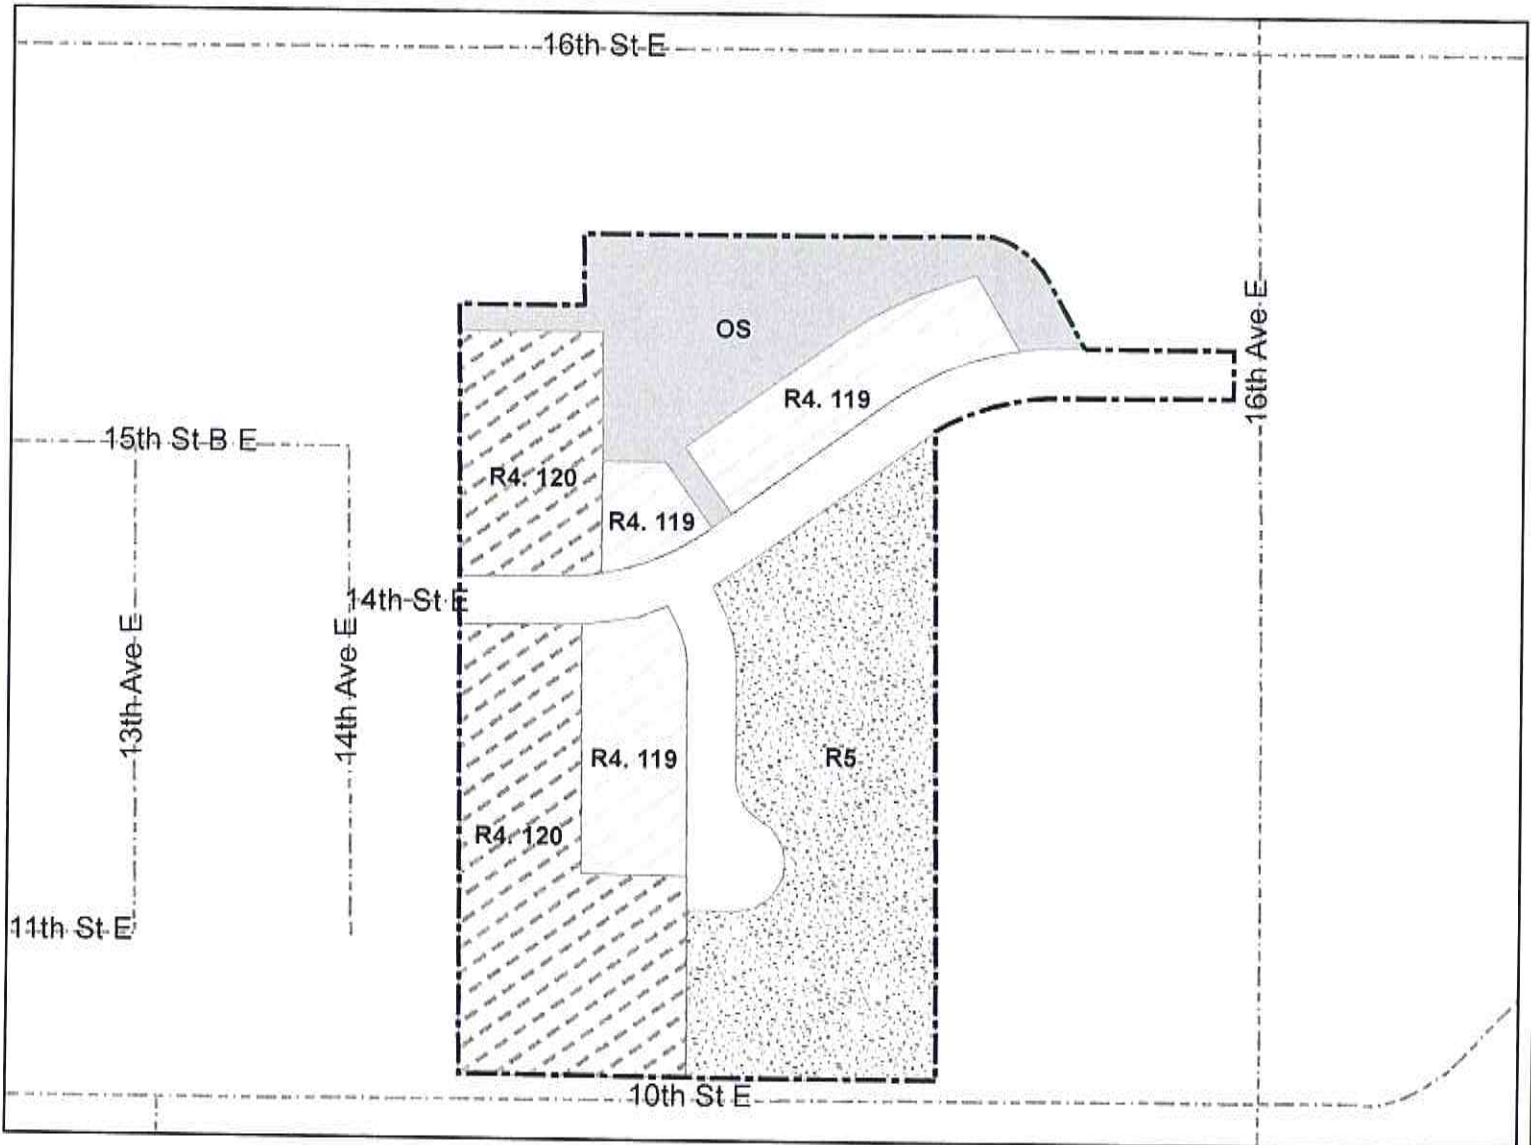 16th St E
16th Ave E
OS
R4. 119
15th St B E
R4. 120
R4. 119
14th St E
13th Ave E
14th Ave E
R4. 119
R5
R4. 120
11th St E
10th St E